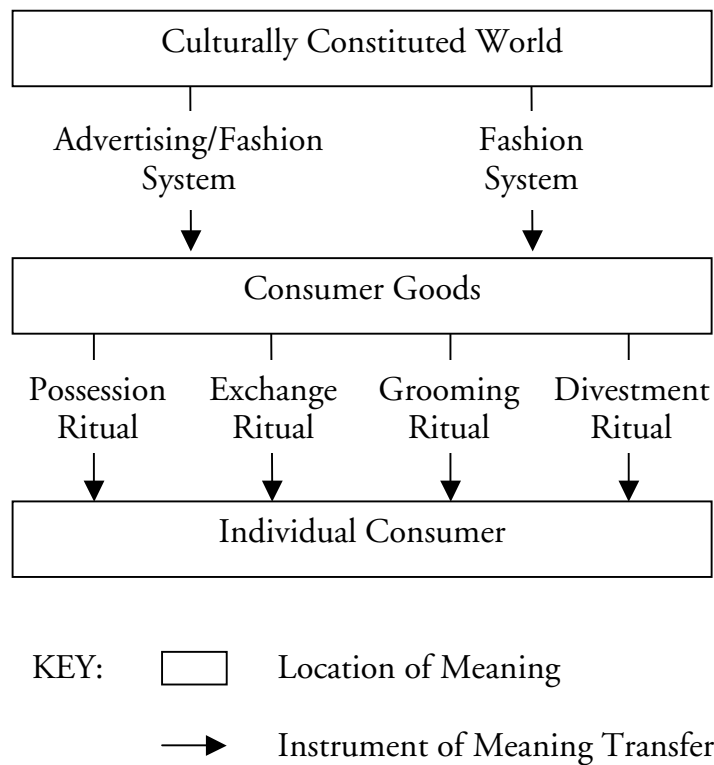 Culturally Constituted World
Advertising/Fashion System
Fashion System
Consumer Goods
Possession Ritual
Exchange Ritual
Grooming Ritual
Divestment Ritual
Individual Consumer
KEY:
Location of Meaning
Instrument of Meaning Transfer